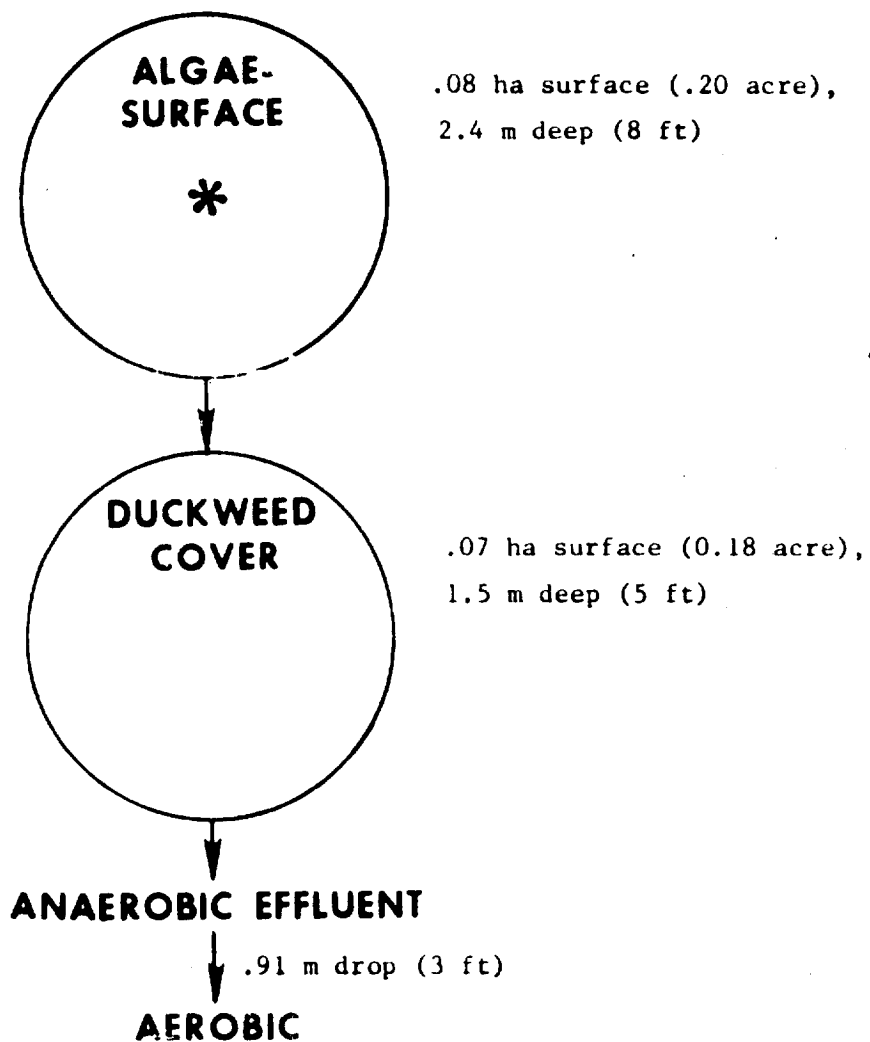 ALGAE-
SURFACE
*
.08 ha surface (.20 acre),
2.4 m deep (8 ft)
DUCKWEED
COVER
.07 ha surface (0.18 acre),
1.5 m deep (5 ft)
ANAEROBIC EFFLUENT
.91 m drop (3 ft)
AEROBIC